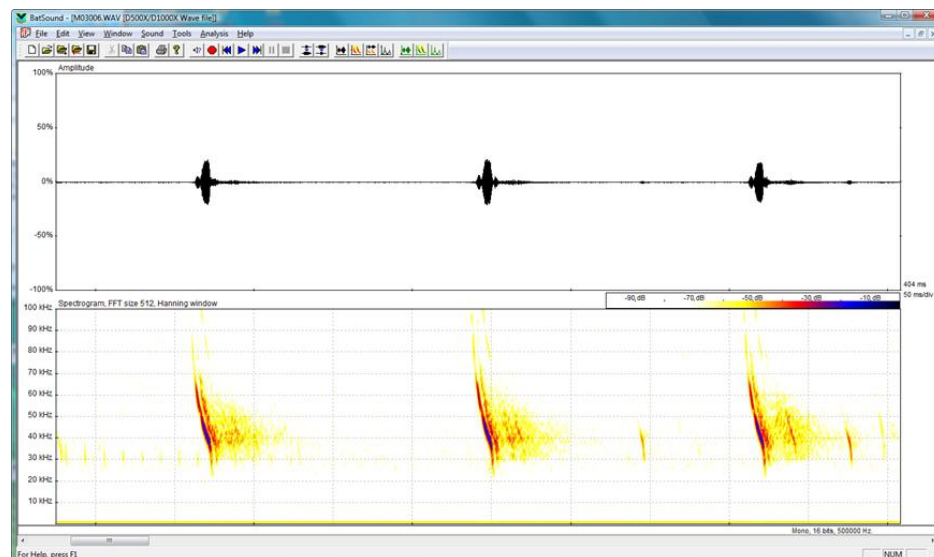 BatSound - [M03006.WAV [D500X/D1000X Wave file]]
File Edit View Window Sound Tools Analysis Help
Amplitude
100%
50%
0%
-50%
-100%
404 ms
Spectrogram, FFT size 512, Hanning window
-90,dB -70,dB -50,dB -30,dB -10,dB
50 ms/div
100 kHz
90 kHz
80 kHz
70 kHz
60 kHz
50 kHz
40 kHz
30 kHz
20 kHz
10 kHz
Mono, 16 bits, 500000 Hz.
For Help, press F1
NUM